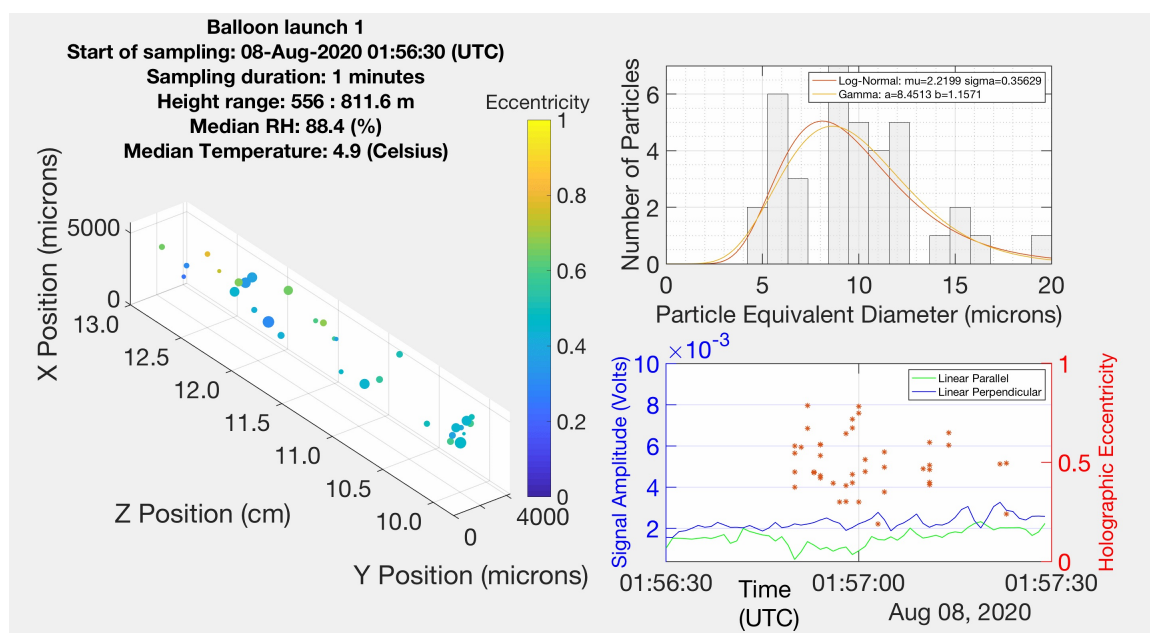 Balloon launch 1
Start of sampling: 08-Aug-2020 01:56:30 (UTC)
Sampling duration: 1 minutes
Height range: 556 : 811.6 m
Median RH: 88.4 (%)
Median Temperature: 4.9 (Celsius)
Eccentricity
1
0.8
0.6
0.4
0.2
0
X Position (microns)
5000
0
13.0
12.5
12.0
11.5
11.0
10.5
10.0
Z Position (cm)
0
4000
Y Position (microns)
Number of Particles
6
4
2
0
Log-Normal: mu=2.2199 sigma=0.35629
Gamma: a=8.4513 b=1.1571
0
5
10
15
20
Particle Equivalent Diameter (microns)
×10⁻³
Signal Amplitude (Volts)
10
8
6
4
2
Linear Parallel
Linear Perpendicular
1
0.5
0
Holographic Eccentricity
01:56:30
01:57:00
01:57:30
Time
(UTC)
Aug 08, 2020